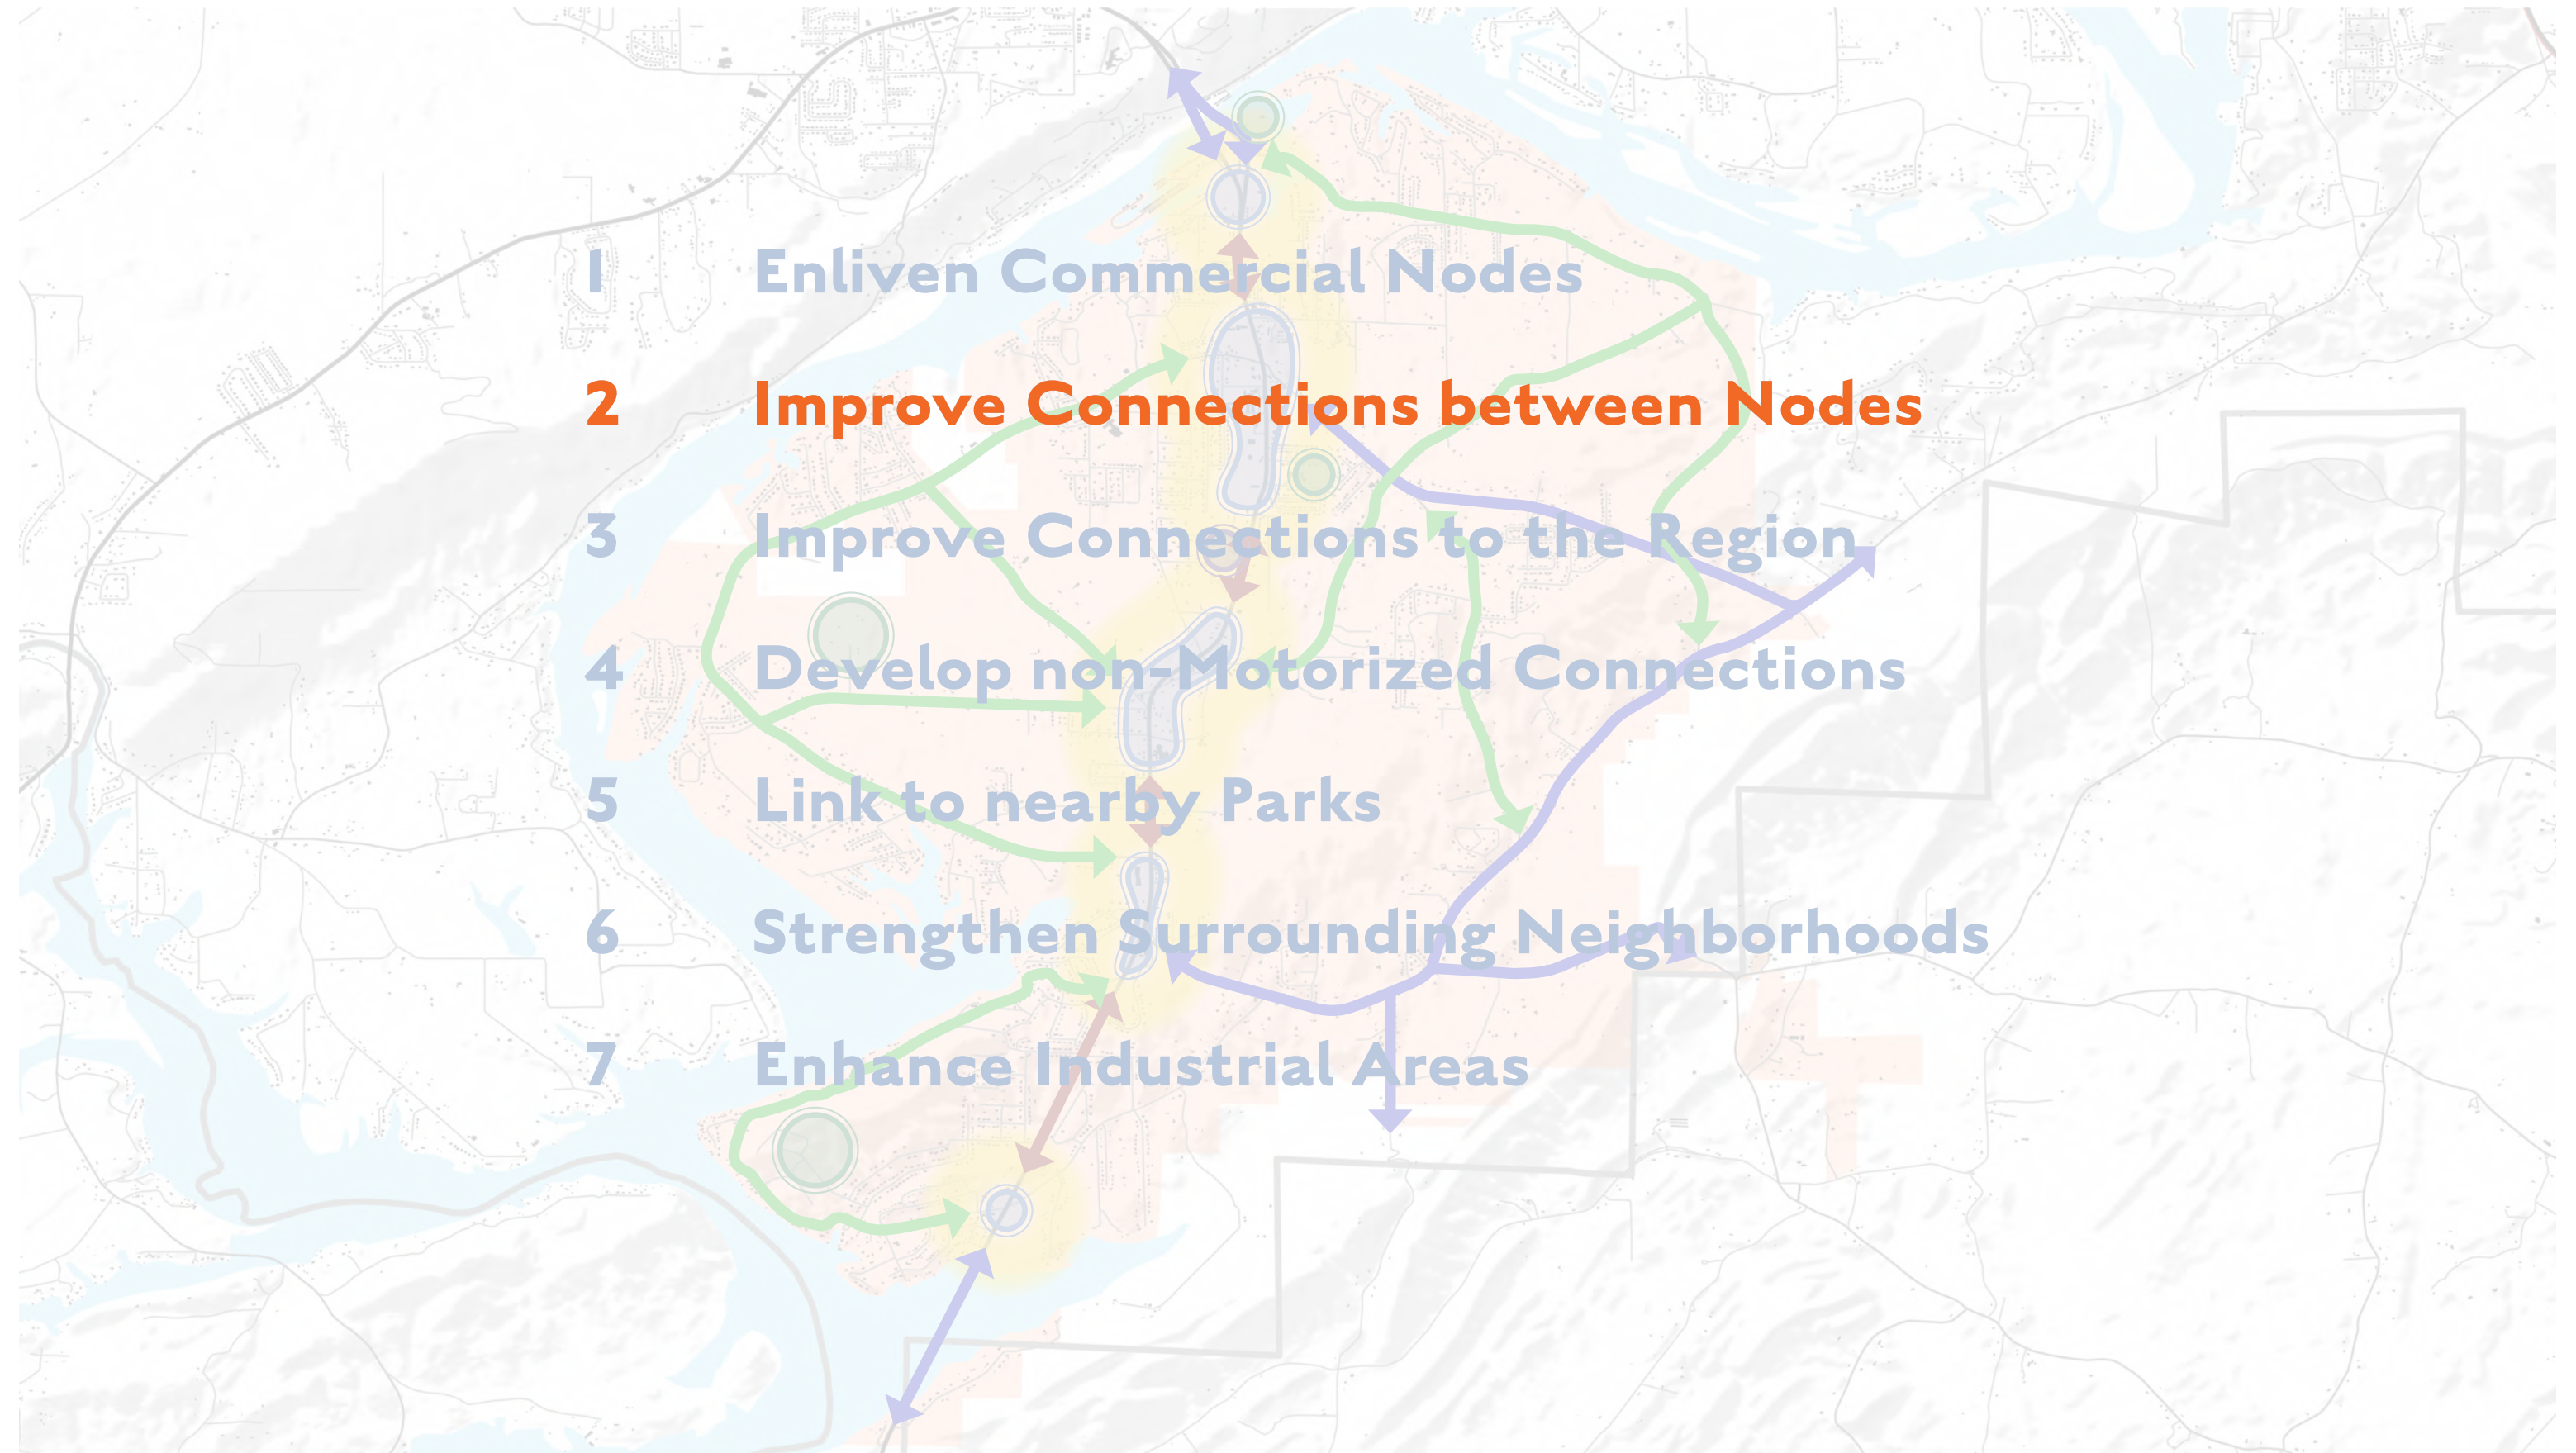 1 Enliven Commercial Nodes
2 Improve Connections between Nodes
3 Improve Connections to the Region
4 Develop non-Motorized Connections
5 Link to nearby Parks
6 Strengthen Surrounding Neighborhoods
7 Enhance Industrial Areas